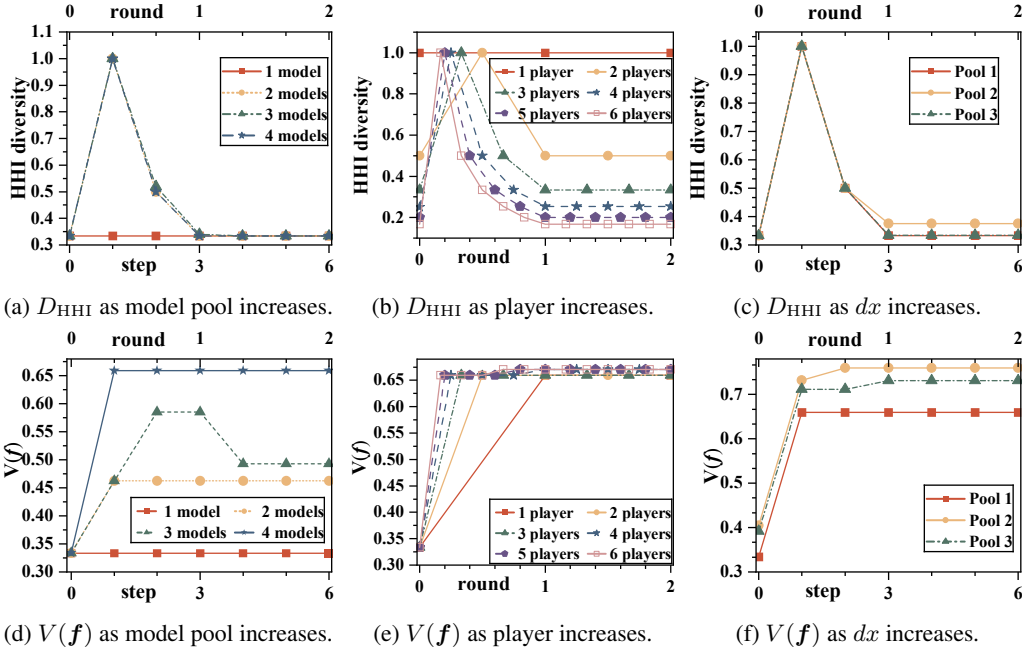 0 1 2
round
1.1
1.0
0.9
0.8
0.7
0.6
0.5
0.4
0.3
HHI diversity
1 model
2 models
3 models
4 models
0 3 6
step
(a) D_HHI as model pool increases.
1.0
0.8
0.6
0.4
0.2
HHI diversity
1 player 2 players
3 players 4 players
5 players 6 players
0 1 2
round
(b) D_HHI as player increases.
0 1 2
round
1.0
0.9
0.8
0.7
0.6
0.5
0.4
0.3
HHI diversity
Pool 1
Pool 2
Pool 3
0 3 6
step
(c) D_HHI as dx increases.
0 1 2
round
0.65
0.60
0.55
0.50
0.45
0.40
0.35
0.30
V(f)
1 model 2 models
3 models 4 models
0 3 6
step
(d) V(f) as model pool increases.
0.65
0.60
0.55
0.50
0.45
0.40
0.35
0.30
V(f)
1 player 2 players
3 players 4 players
5 players 6 players
0 1 2
round
(e) V(f) as player increases.
0 1 2
round
0.7
0.6
0.5
0.4
0.3
V(f)
Pool 1
Pool 2
Pool 3
0 3 6
step
(f) V(f) as dx increases.